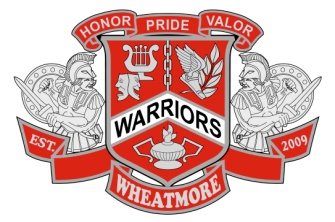 HONOR PRIDE VALOR
WARRIORS
EST. 2009
WHEATMORE